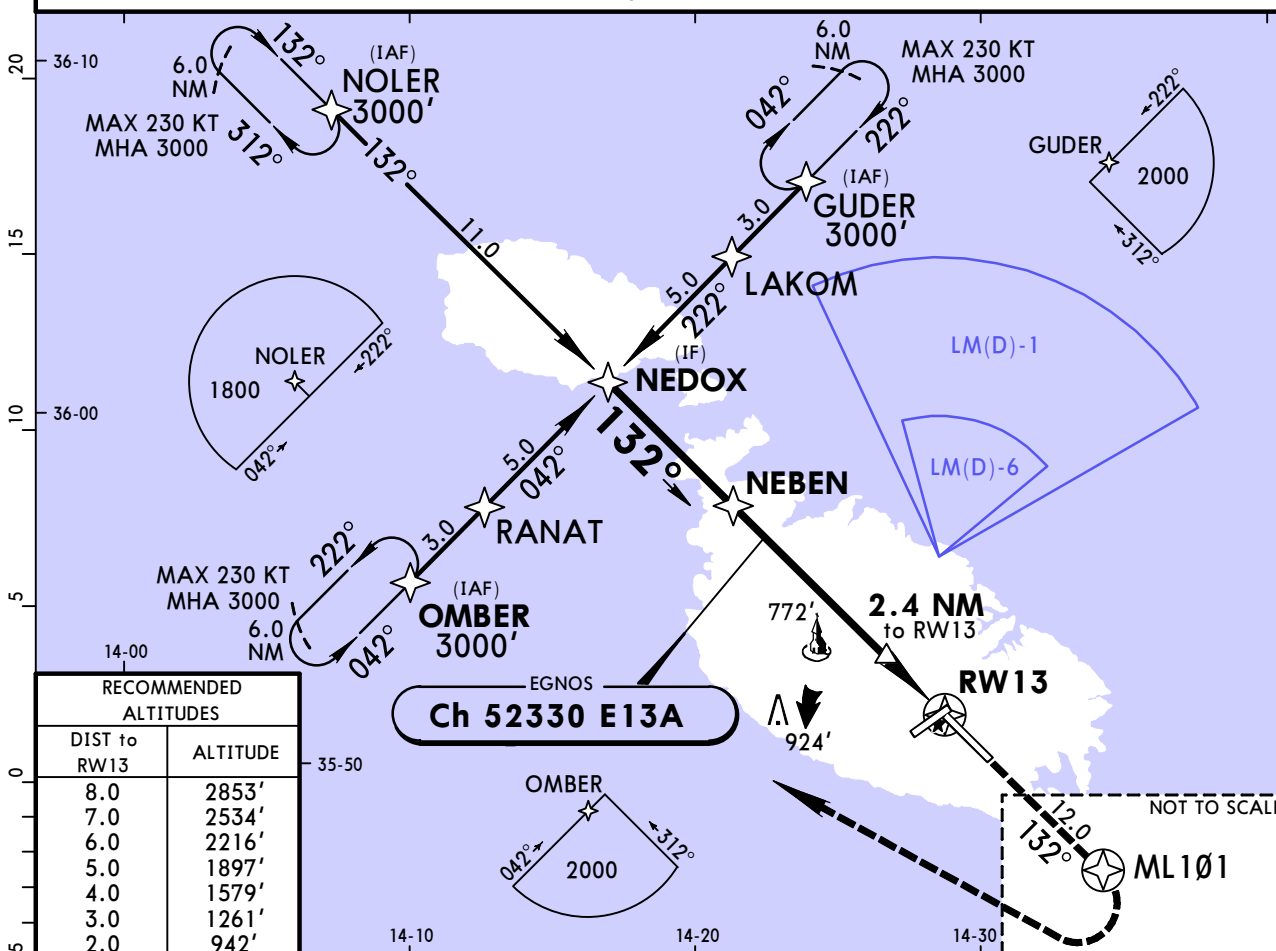 20
15
10
5
0
5
36-10
36-00
35-50
14-00
14-10
14-20
14-30
6.0
NM
132°
(IAF)
NOLER
3000'
MAX 230 KT
MHA 3000
312°
132°
11.0
6.0
NM
MAX 230 KT
MHA 3000
042°
222°
(IAF)
GUDER
3000'
3.0
LAKOM
5.0
222°
(IF)
NEDOX
GUDER
2000
←222°
←312°
NOLER
1800
←222°
042°→
LM(D)-1
LM(D)-6
132°
NEBEN
5.0
042°
RANAT
3.0
222°
MAX 230 KT
MHA 3000
(IAF)
OMBER
3000'
6.0
NM
042°
772'
2.4 NM
to RW13
RW13
EGNOS
Ch 52330 E13A
924'
OMBER
2000
042°→
←312°
NOT TO SCALE
12.0
132°
ML1Ø1
RECOMMENDED
ALTITUDES
DIST to
RW13
ALTITUDE
8.0 2853'
7.0 2534'
6.0 2216'
5.0 1897'
4.0 1579'
3.0 1261'
2.0 942'